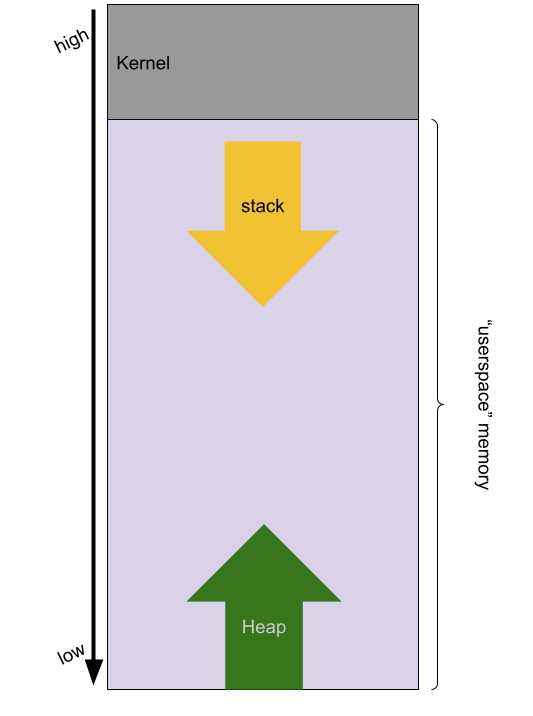 high
Kernel
stack
“userspace” memory
Heap
low